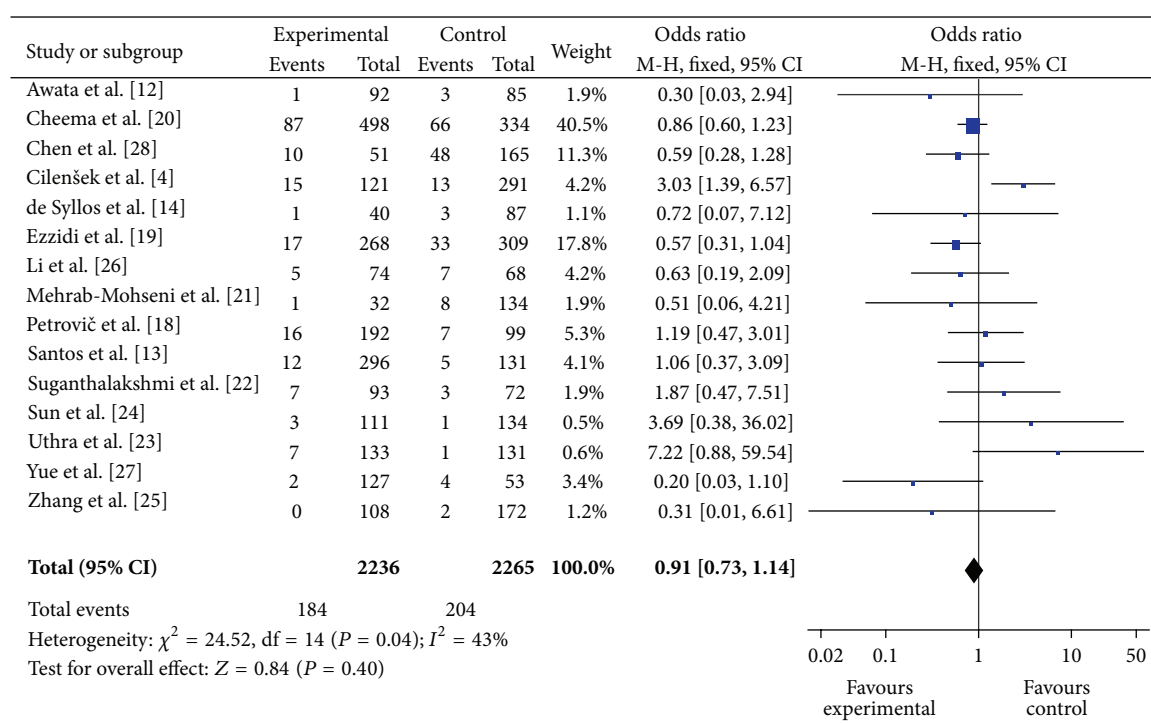 Study or subgroup Experimental Control Weight Odds ratio Odds ratio
Events Total Events Total M-H, fixed, 95% CI M-H, fixed, 95% CI
Awata et al. [12] 1 92 3 85 1.9% 0.30 [0.03, 2.94]
Cheema et al. [20] 87 498 66 334 40.5% 0.86 [0.60, 1.23]
Chen et al. [28] 10 51 48 165 11.3% 0.59 [0.28, 1.28]
Cilenšek et al. [4] 15 121 13 291 4.2% 3.03 [1.39, 6.57]
de Syllos et al. [14] 1 40 3 87 1.1% 0.72 [0.07, 7.12]
Ezzidi et al. [19] 17 268 33 309 17.8% 0.57 [0.31, 1.04]
Li et al. [26] 5 74 7 68 4.2% 0.63 [0.19, 2.09]
Mehrab-Mohseni et al. [21] 1 32 8 134 1.9% 0.51 [0.06, 4.21]
Petrovič et al. [18] 16 192 7 99 5.3% 1.19 [0.47, 3.01]
Santos et al. [13] 12 296 5 131 4.1% 1.06 [0.37, 3.09]
Suganthalakshmi et al. [22] 7 93 3 72 1.9% 1.87 [0.47, 7.51]
Sun et al. [24] 3 111 1 134 0.5% 3.69 [0.38, 36.02]
Uthra et al. [23] 7 133 1 131 0.6% 7.22 [0.88, 59.54]
Yue et al. [27] 2 127 4 53 3.4% 0.20 [0.03, 1.10]
Zhang et al. [25] 0 108 2 172 1.2% 0.31 [0.01, 6.61]
Total (95% CI) 2236 2265 100.0% 0.91 [0.73, 1.14]
Total events 184 204
Heterogeneity: χ² = 24.52, df = 14 (P = 0.04); I² = 43%
Test for overall effect: Z = 0.84 (P = 0.40)
0.02 0.1 1 10 50
Favours Favours
experimental control